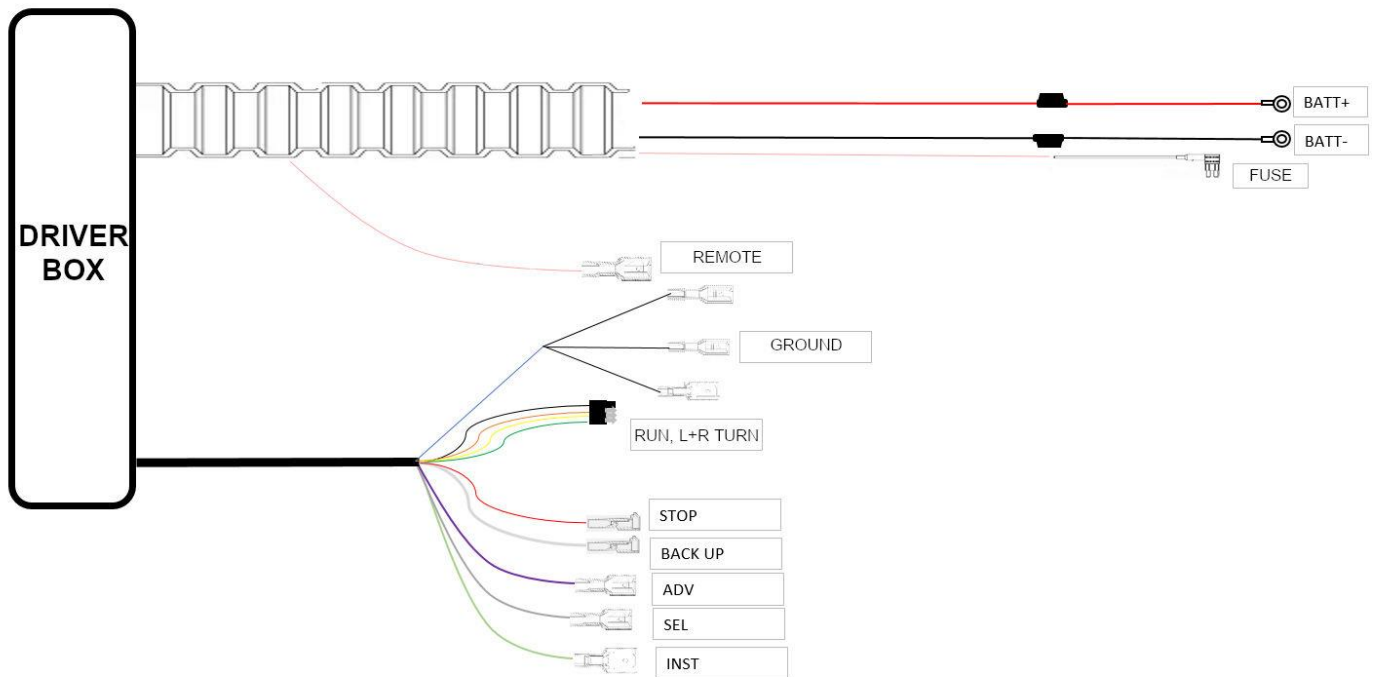 BATT+
BATT-
FUSE
DRIVER
BOX
REMOTE
GROUND
RUN, L+R TURN
STOP
BACK UP
ADV
SEL
INST